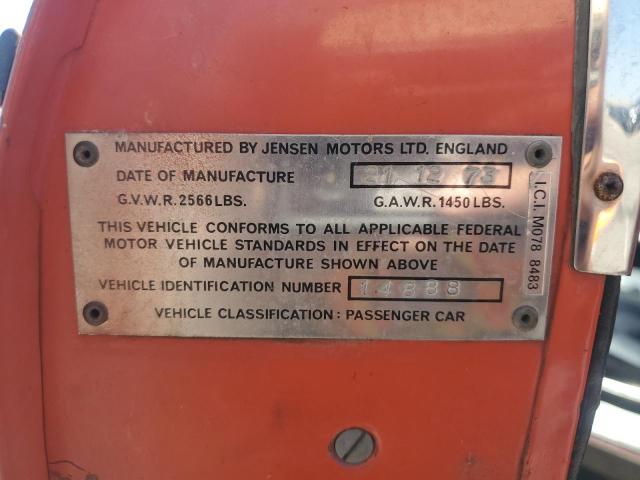 MANUFACTURED BY JENSEN MOTORS LTD. ENGLAND
DATE OF MANUFACTURE 21 12 73
G.V.W.R. 2566 LBS. G.A.W.R. 1450 LBS.
THIS VEHICLE CONFORMS TO ALL APPLICABLE FEDERAL
MOTOR VEHICLE STANDARDS IN EFFECT ON THE DATE
OF MANUFACTURE SHOWN ABOVE
VEHICLE IDENTIFICATION NUMBER 14888
VEHICLE CLASSIFICATION : PASSENGER CAR
I.C.I. M078 8483